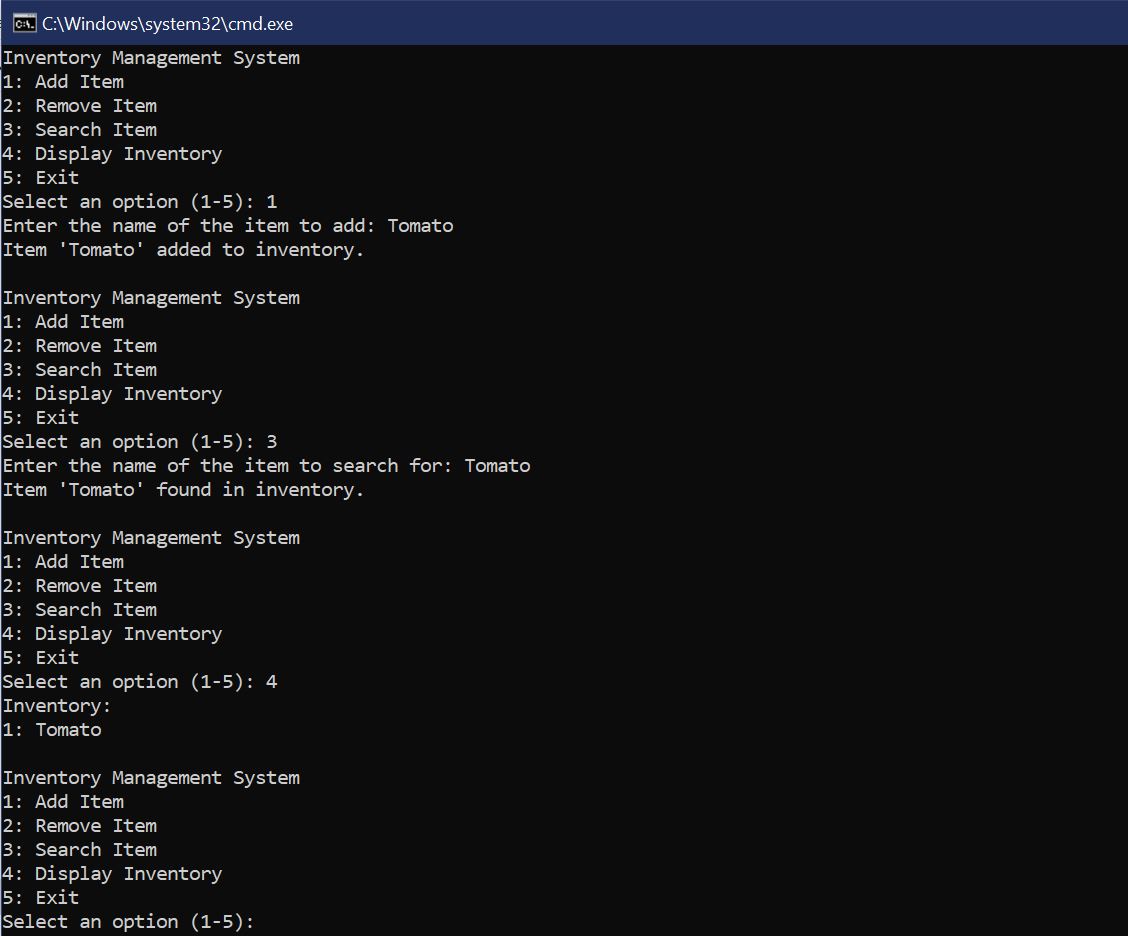 C:\Windows\system32\cmd.exe
Inventory Management System
1: Add Item
2: Remove Item
3: Search Item
4: Display Inventory
5: Exit
Select an option (1-5): 1
Enter the name of the item to add: Tomato
Item 'Tomato' added to inventory.

Inventory Management System
1: Add Item
2: Remove Item
3: Search Item
4: Display Inventory
5: Exit
Select an option (1-5): 3
Enter the name of the item to search for: Tomato
Item 'Tomato' found in inventory.

Inventory Management System
1: Add Item
2: Remove Item
3: Search Item
4: Display Inventory
5: Exit
Select an option (1-5): 4
Inventory:
1: Tomato

Inventory Management System
1: Add Item
2: Remove Item
3: Search Item
4: Display Inventory
5: Exit
Select an option (1-5):